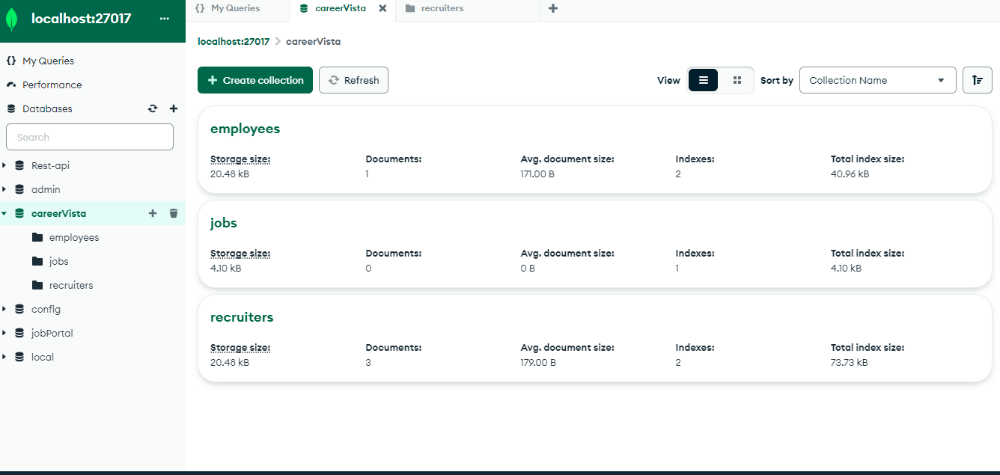 localhost:27017 ...
My Queries
Performance
Databases
Search
Rest-api
admin
careerVista
employees
jobs
recruiters
config
jobPortal
local
{} My Queries
careerVista
recruiters
localhost:27017 > careerVista
+ Create collection
Refresh
View
Sort by
Collection Name
employees
Storage size: Documents: Avg. document size: Indexes: Total index size:
20.48 kB 1 171.00 B 2 40.96 kB
jobs
Storage size: Documents: Avg. document size: Indexes: Total index size:
4.10 kB 0 0 B 1 4.10 kB
recruiters
Storage size: Documents: Avg. document size: Indexes: Total index size:
20.48 kB 3 179.00 B 2 73.73 kB